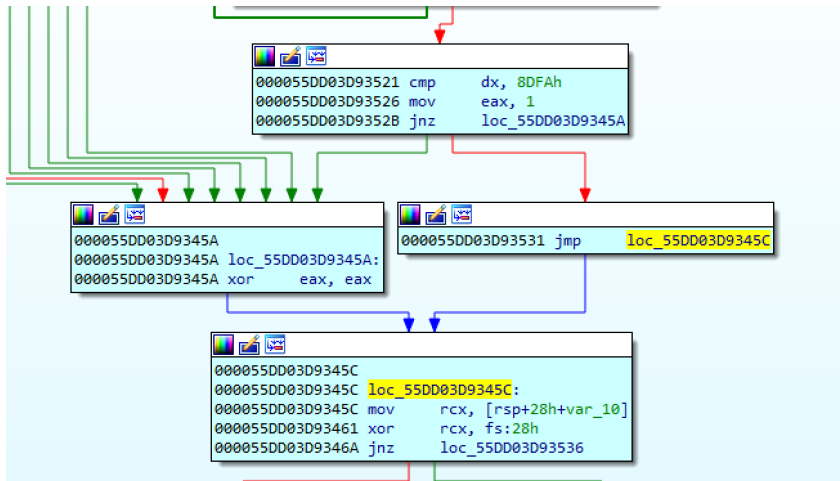 000055DD03D93521 cmp dx, 8DFAh
000055DD03D93526 mov eax, 1
000055DD03D9352B jnz loc_55DD03D9345A
000055DD03D9345A
000055DD03D9345A loc_55DD03D9345A:
000055DD03D9345A xor eax, eax
000055DD03D93531 jmp loc_55DD03D9345C
000055DD03D9345C
000055DD03D9345C loc_55DD03D9345C:
000055DD03D9345C mov rcx, [rsp+28h+var_10]
000055DD03D93461 xor rcx, fs:28h
000055DD03D9346A jnz loc_55DD03D93536